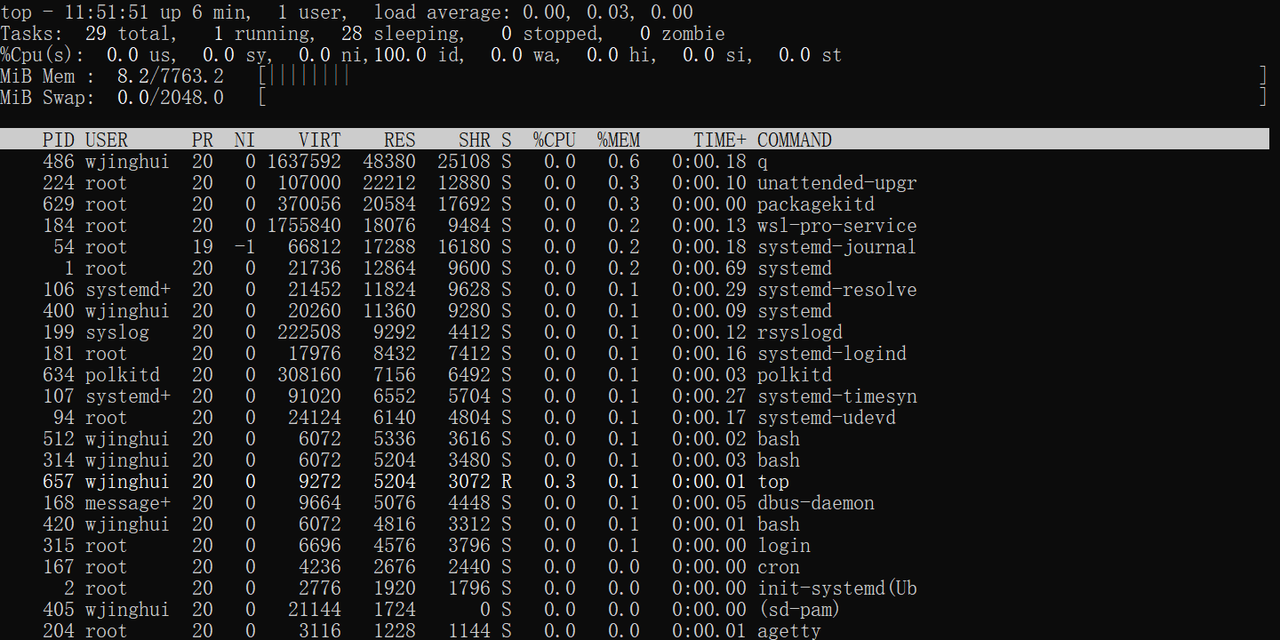 top - 11:51:51 up 6 min,  1 user,  load average: 0.00, 0.03, 0.00
Tasks:  29 total,   1 running,  28 sleeping,   0 stopped,   0 zombie
%Cpu(s):  0.0 us,  0.0 sy,  0.0 ni,100.0 id,  0.0 wa,  0.0 hi,  0.0 si,  0.0 st
MiB Mem :  8.2/7763.2   [||||||||                                                                                      ]
MiB Swap:  0.0/2048.0   [                                                                                              ]
    PID USER      PR  NI    VIRT    RES    SHR S  %CPU  %MEM     TIME+ COMMAND
    486 wjinghui  20   0 1637592  48380  25108 S   0.0   0.6   0:00.18 q
    224 root      20   0  107000  22212  12880 S   0.0   0.3   0:00.10 unattended-upgr
    629 root      20   0  370056  20584  17692 S   0.0   0.3   0:00.00 packagekitd
    184 root      20   0 1755840  18076   9484 S   0.0   0.2   0:00.13 wsl-pro-service
     54 root      19  -1   66812  17288  16180 S   0.0   0.2   0:00.18 systemd-journal
      1 root      20   0   21736  12864   9600 S   0.0   0.2   0:00.69 systemd
    106 systemd+  20   0   21452  11824   9628 S   0.0   0.1   0:00.29 systemd-resolve
    400 wjinghui  20   0   20260  11360   9280 S   0.0   0.1   0:00.09 systemd
    199 syslog    20   0  222508   9292   4412 S   0.0   0.1   0:00.12 rsyslogd
    181 root      20   0   17976   8432   7412 S   0.0   0.1   0:00.16 systemd-logind
    634 polkitd   20   0  308160   7156   6492 S   0.0   0.1   0:00.03 polkitd
    107 systemd+  20   0   91020   6552   5704 S   0.0   0.1   0:00.27 systemd-timesyn
     94 root      20   0   24124   6140   4804 S   0.0   0.1   0:00.17 systemd-udevd
    512 wjinghui  20   0    6072   5336   3616 S   0.0   0.1   0:00.02 bash
    314 wjinghui  20   0    6072   5204   3480 S   0.0   0.1   0:00.03 bash
    657 wjinghui  20   0    9272   5204   3072 R   0.3   0.1   0:00.01 top
    168 message+  20   0    9664   5076   4448 S   0.0   0.1   0:00.05 dbus-daemon
    420 wjinghui  20   0    6072   4816   3312 S   0.0   0.1   0:00.01 bash
    315 root      20   0    6696   4576   3796 S   0.0   0.1   0:00.00 login
    167 root      20   0    4236   2676   2440 S   0.0   0.0   0:00.00 cron
      2 root      20   0    2776   1920   1796 S   0.0   0.0   0:00.00 init-systemd(Ub
    405 wjinghui  20   0   21144   1724      0 S   0.0   0.0   0:00.00 (sd-pam)
    204 root      20   0    3116   1228   1144 S   0.0   0.0   0:00.01 agetty